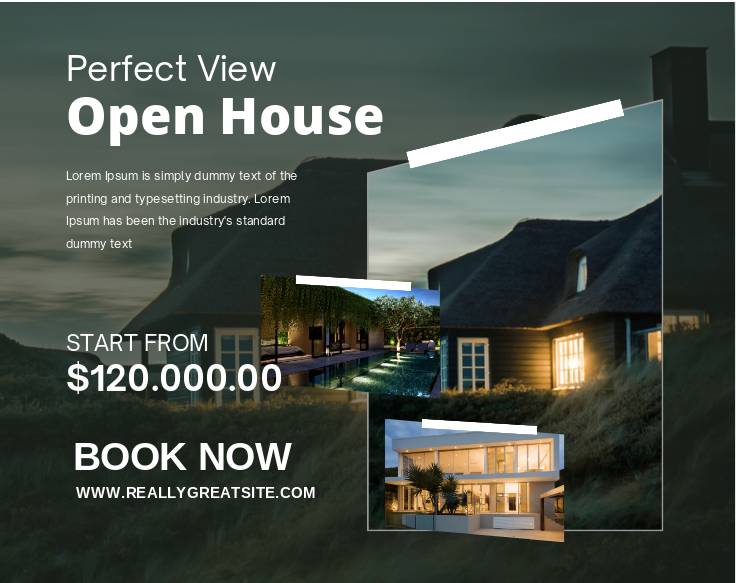 Perfect View
Open House
Lorem Ipsum is simply dummy text of the
printing and typesetting industry. Lorem
Ipsum has been the industry's standard
dummy text
START FROM
$120.000.00
BOOK NOW
WWW.REALLYGREATSITE.COM